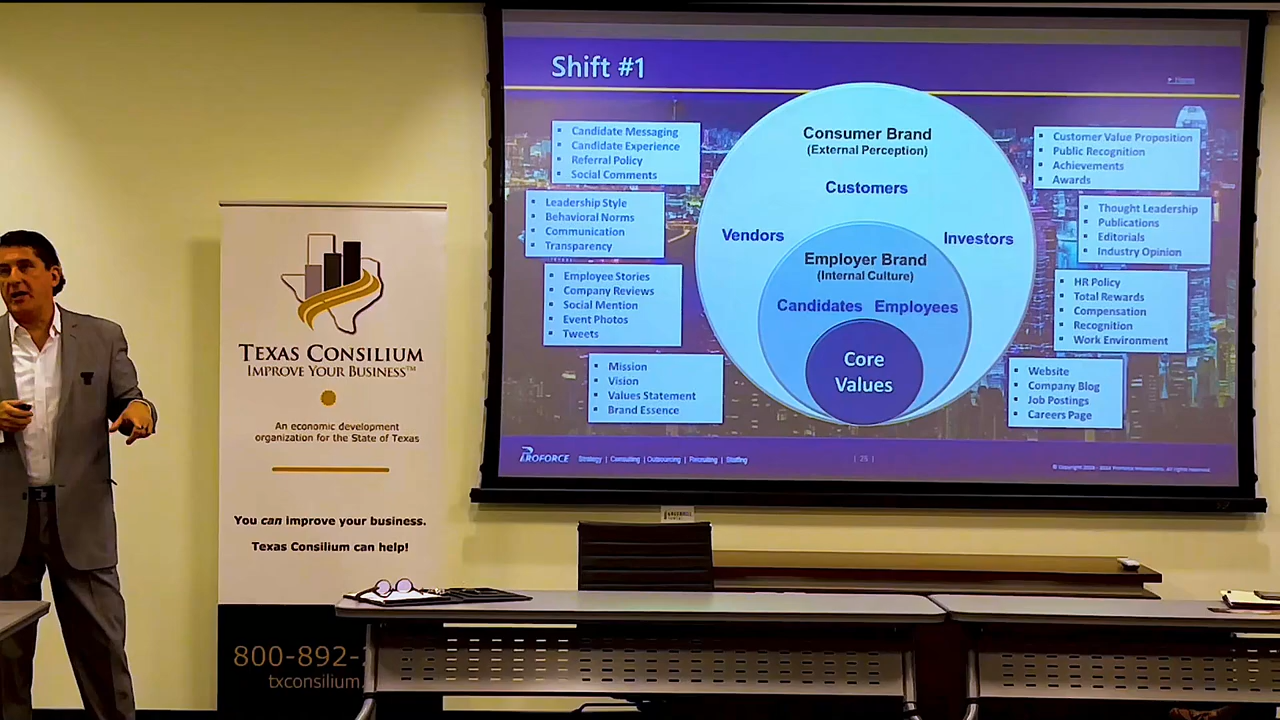 Shift #1
Home
Candidate Messaging
Candidate Experience
Referral Policy
Social Comments
Leadership Style
Behavioral Norms
Communication
Transparency
Employee Stories
Company Reviews
Social Mention
Event Photos
Tweets
Mission
Vision
Values Statement
Brand Essence
Consumer Brand
(External Perception)
Customers
Vendors
Investors
Employer Brand
(Internal Culture)
Candidates Employees
Core
Values
Customer Value Proposition
Public Recognition
Achievements
Awards
Thought Leadership
Publications
Editorials
Industry Opinion
HR Policy
Total Rewards
Compensation
Recognition
Work Environment
Website
Company Blog
Job Postings
Careers Page
PROFORCE Strategy | Consulting | Outsourcing | Recruiting | Staffing
| 25 |
TEXAS CONSILIUM
IMPROVE YOUR BUSINESS™
An economic development
organization for the State of Texas
You can improve your business.
Texas Consilium can help!
800-892-
txconsilium.